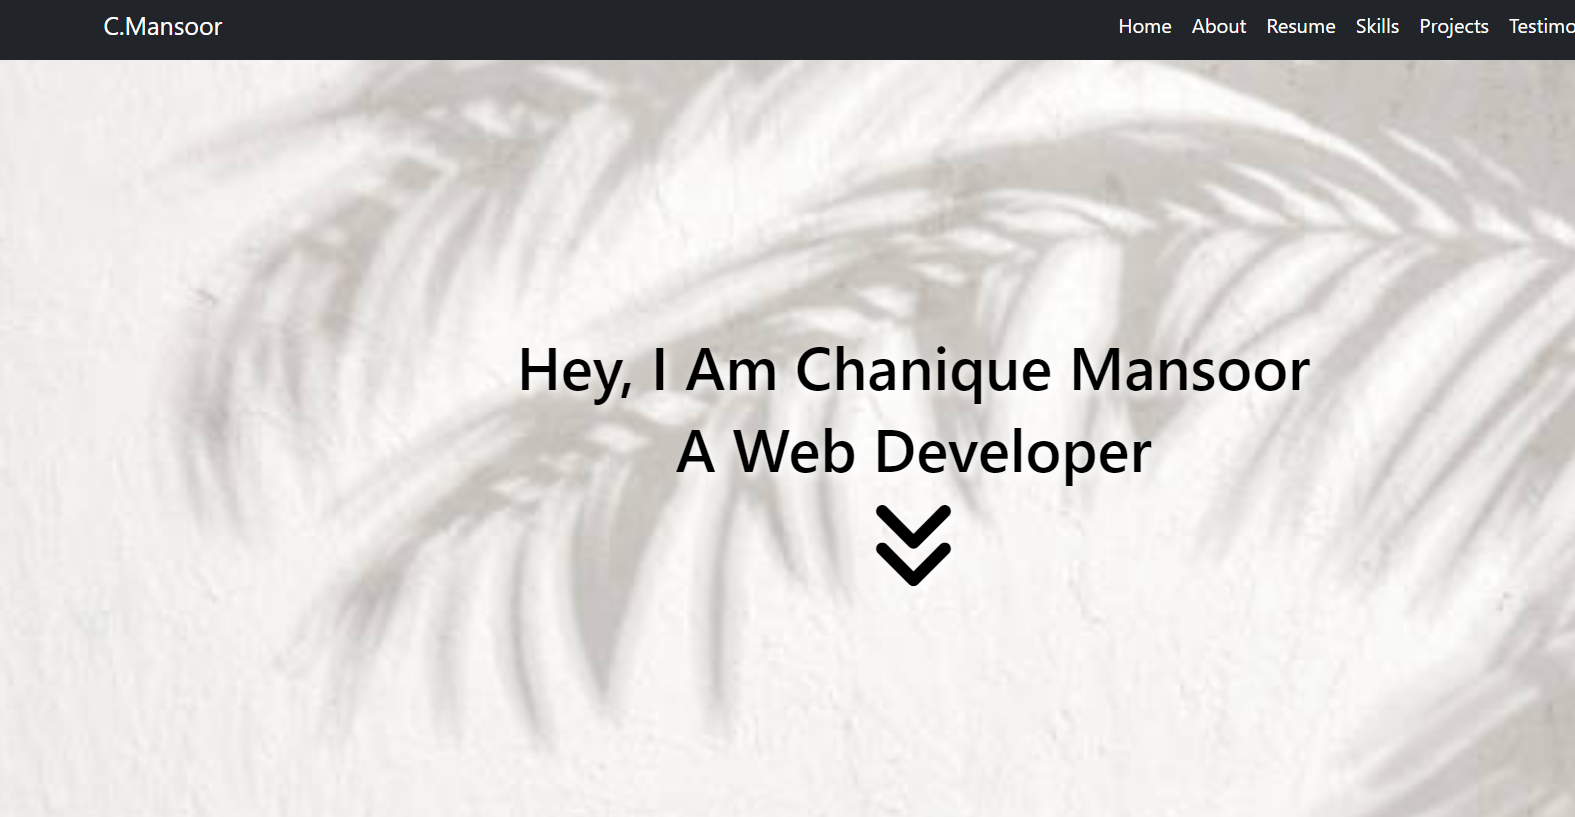 C.Mansoor
Home About Resume Skills Projects Testimo
Hey, I Am Chanique Mansoor
A Web Developer